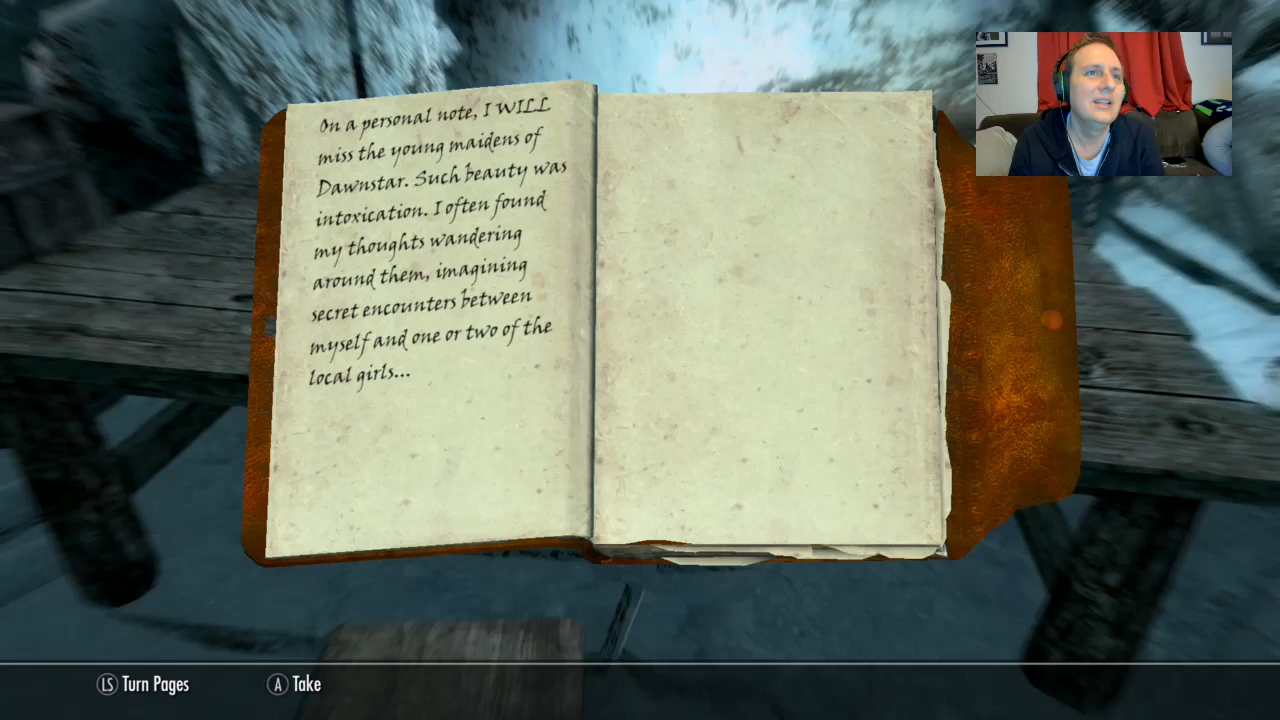 On a personal note, I WILL
miss the young maidens of
Dawnstar. Such beauty was
intoxication. I often found
my thoughts wandering
around them, imagining
secret encounters between
myself and one or two of the
local girls...
LS Turn Pages
A Take